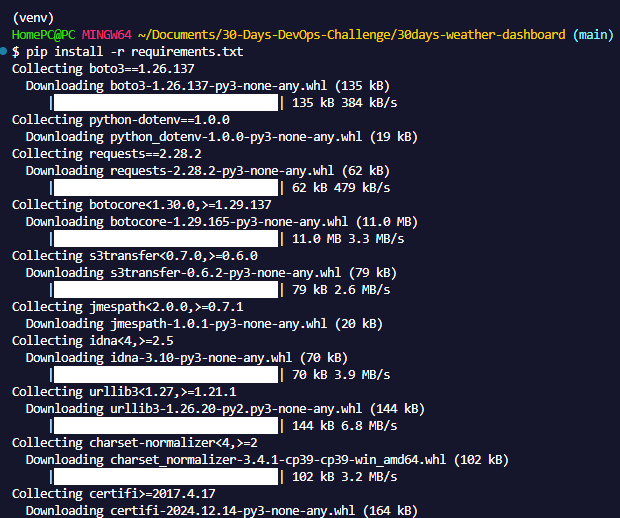 (venv)
HomePC@PC MINGW64 ~/Documents/30-Days-DevOps-Challenge/30days-weather-dashboard (main)
$ pip install -r requirements.txt
Collecting boto3==1.26.137
  Downloading boto3-1.26.137-py3-none-any.whl (135 kB)
     |                                | 135 kB 384 kB/s
Collecting python-dotenv==1.0.0
  Downloading python_dotenv-1.0.0-py3-none-any.whl (19 kB)
Collecting requests==2.28.2
  Downloading requests-2.28.2-py3-none-any.whl (62 kB)
     |                                | 62 kB 479 kB/s
Collecting botocore<1.30.0,>=1.29.137
  Downloading botocore-1.29.165-py3-none-any.whl (11.0 MB)
     |                                | 11.0 MB 3.3 MB/s
Collecting s3transfer<0.7.0,>=0.6.0
  Downloading s3transfer-0.6.2-py3-none-any.whl (79 kB)
     |                                | 79 kB 2.6 MB/s
Collecting jmespath<2.0.0,>=0.7.1
  Downloading jmespath-1.0.1-py3-none-any.whl (20 kB)
Collecting idna<4,>=2.5
  Downloading idna-3.10-py3-none-any.whl (70 kB)
     |                                | 70 kB 3.9 MB/s
Collecting urllib3<1.27,>=1.21.1
  Downloading urllib3-1.26.20-py2.py3-none-any.whl (144 kB)
     |                                | 144 kB 6.8 MB/s
Collecting charset-normalizer<4,>=2
  Downloading charset_normalizer-3.4.1-cp39-cp39-win_amd64.whl (102 kB)
     |                                | 102 kB 3.2 MB/s
Collecting certifi>=2017.4.17
  Downloading certifi-2024.12.14-py3-none-any.whl (164 kB)